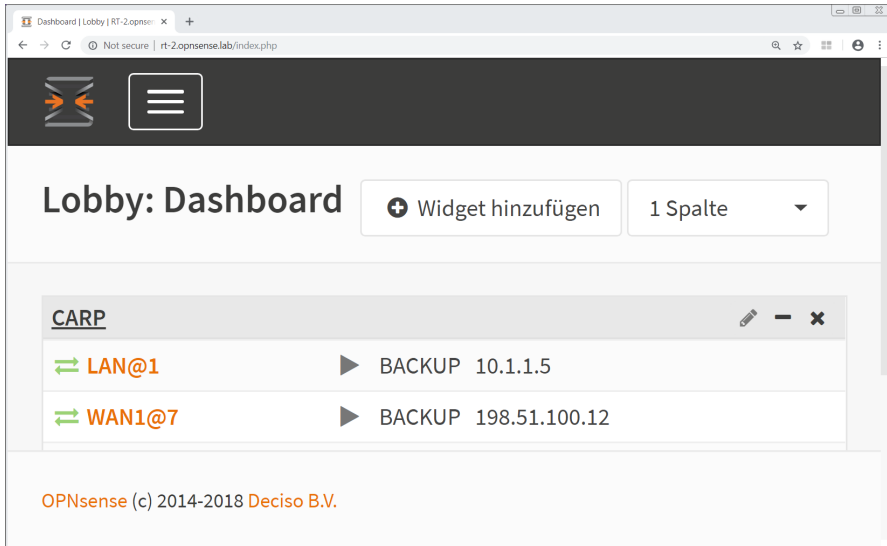 Dashboard | Lobby | RT-2.opnsen
Not secure | rt-2.opnsense.lab/index.php
Lobby: Dashboard
Widget hinzufügen
1 Spalte
CARP
LAN@1 BACKUP 10.1.1.5
WAN1@7 BACKUP 198.51.100.12
OPNsense (c) 2014-2018 Deciso B.V.